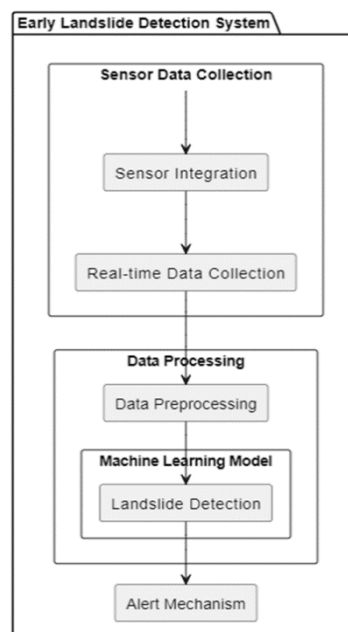 Early Landslide Detection System
Sensor Data Collection
Sensor Integration
Real-time Data Collection
Data Processing
Data Preprocessing
Machine Learning Model
Landslide Detection
Alert Mechanism